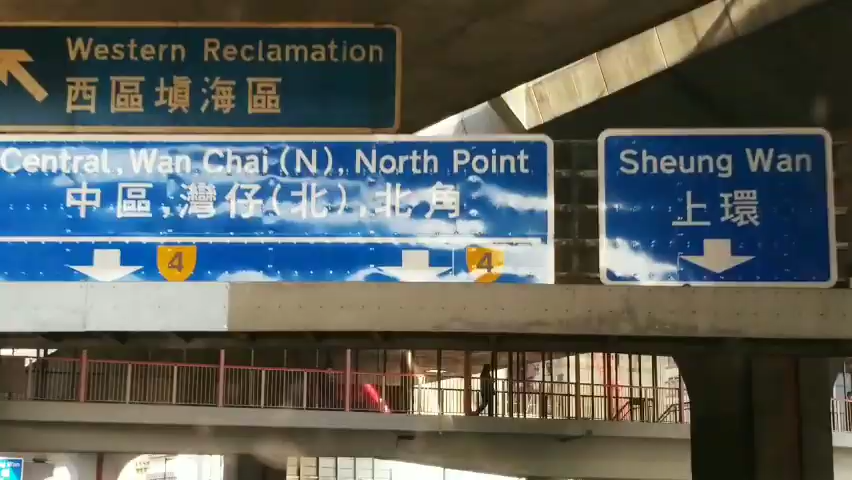 Western Reclamation
西區填海區
Central, Wan Chai (N), North Point
中區,灣仔(北),北角
4
4
Sheung Wan
上環